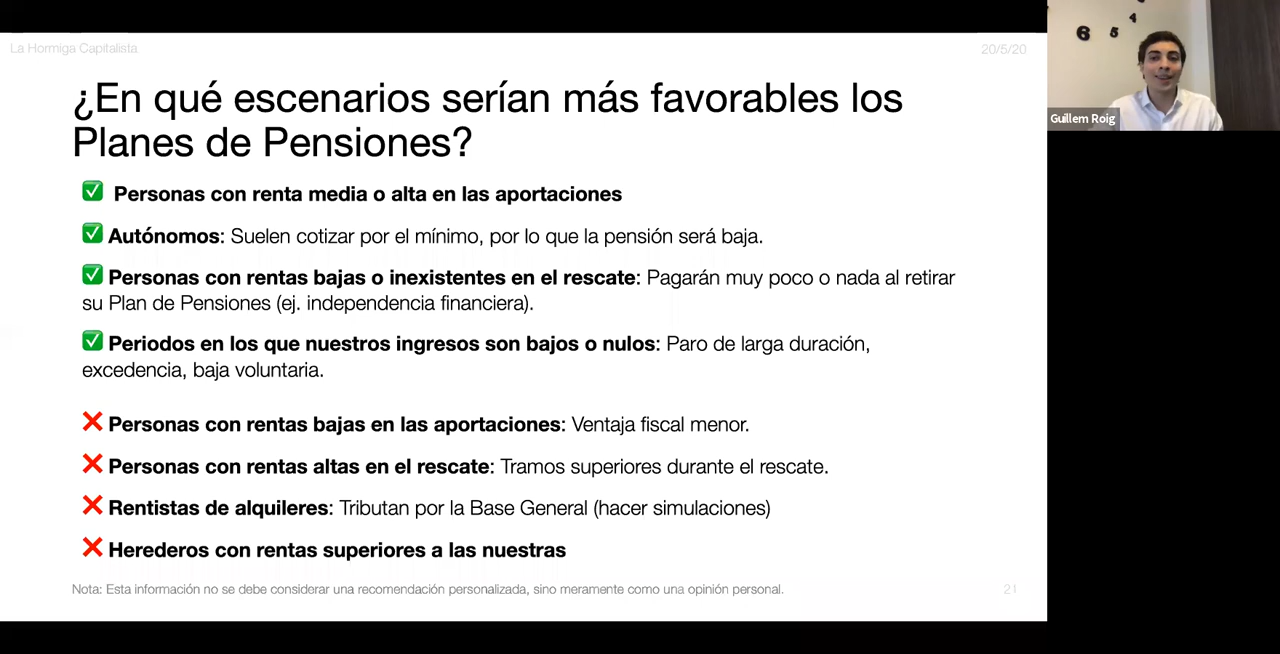 La Hormiga Capitalista
20/5/20
¿En qué escenarios serían más favorables los
Planes de Pensiones?
✅ Personas con renta media o alta en las aportaciones
✅ Autónomos: Suelen cotizar por el mínimo, por lo que la pensión será baja.
✅ Personas con rentas bajas o inexistentes en el rescate: Pagarán muy poco o nada al retirar
su Plan de Pensiones (ej. independencia financiera).
✅ Periodos en los que nuestros ingresos son bajos o nulos: Paro de larga duración,
excedencia, baja voluntaria.
❌ Personas con rentas bajas en las aportaciones: Ventaja fiscal menor.
❌ Personas con rentas altas en el rescate: Tramos superiores durante el rescate.
❌ Rentistas de alquileres: Tributan por la Base General (hacer simulaciones)
❌ Herederos con rentas superiores a las nuestras
Nota: Esta información no se debe considerar una recomendación personalizada, sino meramente como una opinión personal.
21
6 5 4
Guillem Roig